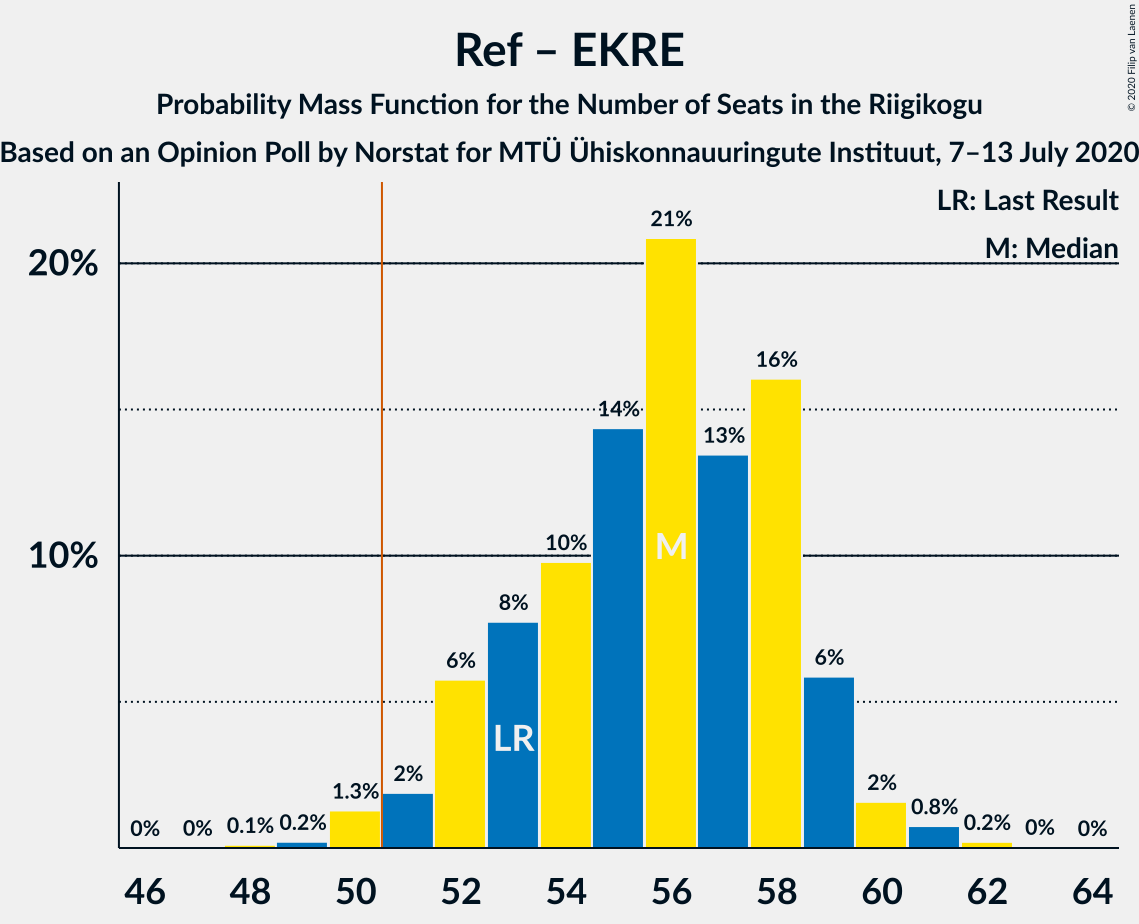 Ref – EKRE
Probability Mass Function for the Number of Seats in the Riigikogu
Based on an Opinion Poll by Norstat for MTÜ Ühiskonnauuringute Instituut, 7–13 July 2020
© 2020 Filip van Laenen
LR: Last Result
M: Median
20%
10%
0%
0%
0.1%
0.2%
1.3%
2%
6%
8%
10%
14%
21%
13%
16%
6%
2%
0.8%
0.2%
0%
0%
LR
M
46 48 50 52 54 56 58 60 62 64